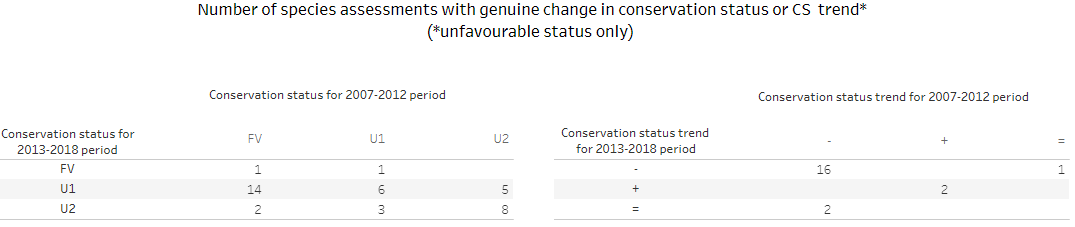 Number of species assessments with genuine change in conservation status or CS trend*
(*unfavourable status only)
Conservation status for 2007-2012 period
Conservation status for
2013-2018 period
FV U1 U2
FV 1 1
U1 14 6 5
U2 2 3 8
Conservation status trend for 2007-2012 period
Conservation status trend
for 2013-2018 period
- + =
- 16 1
+ 2
= 2